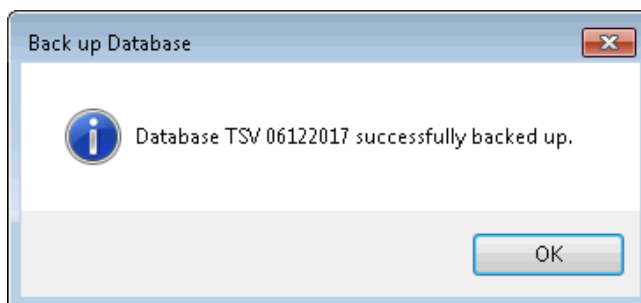 Back up Database
Database TSV 06122017 successfully backed up.
OK